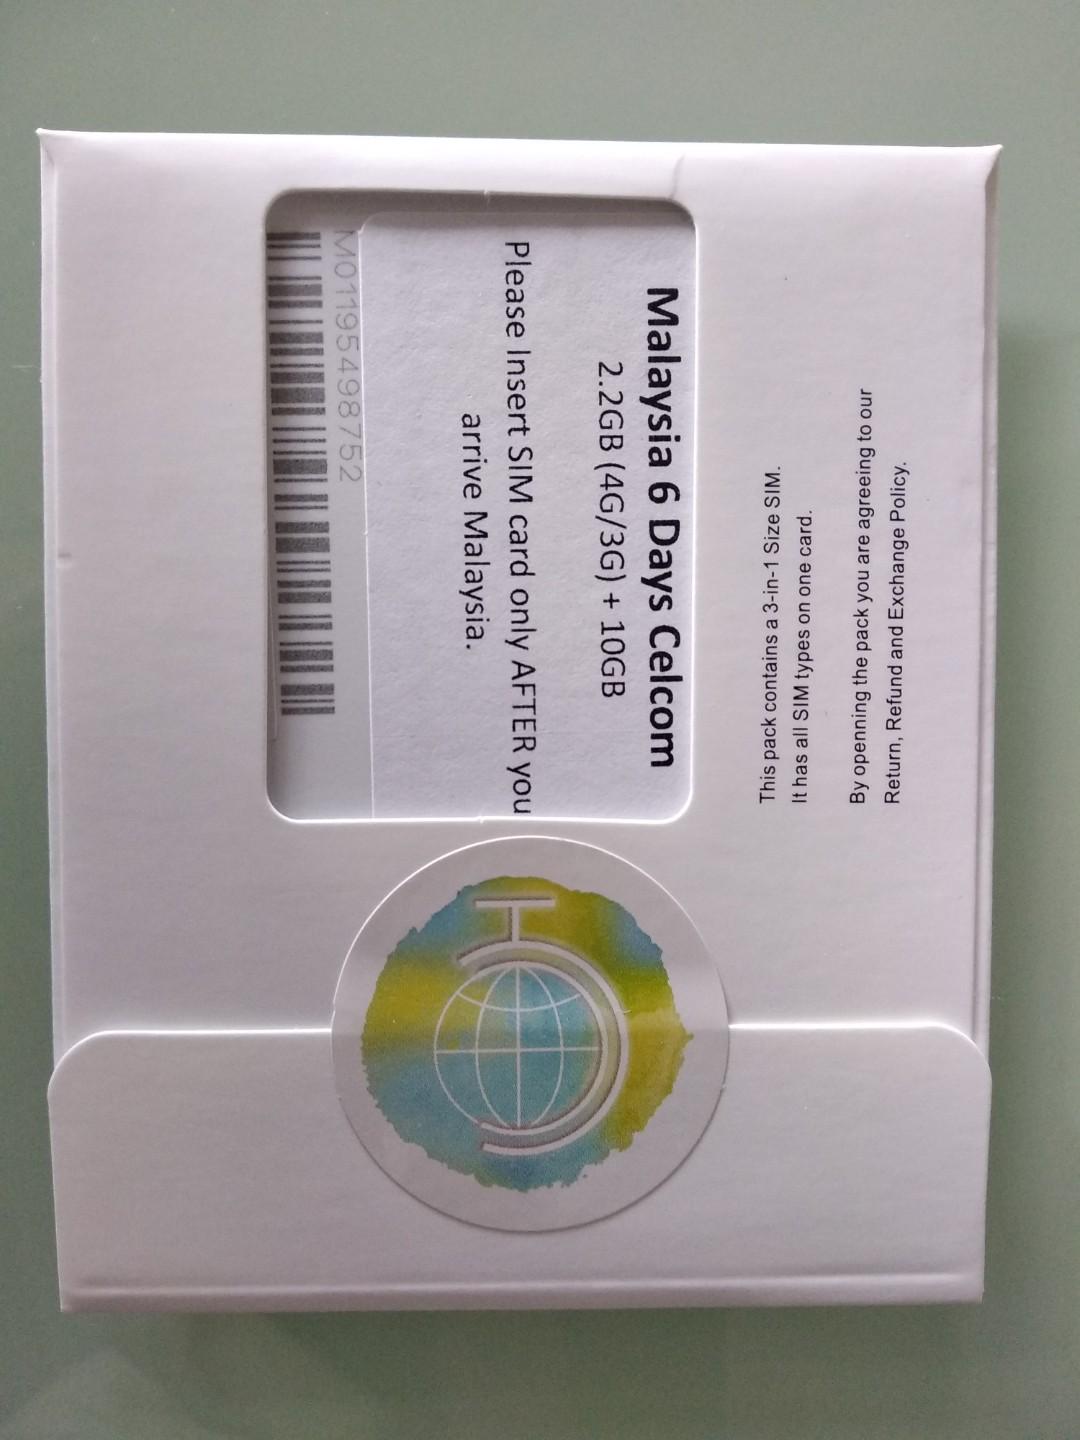 Malaysia 6 Days Celcom
2.2GB (4G/3G) + 10GB
Please Insert SIM card only AFTER you
arrive Malaysia.
M01195498752
This pack contains a 3-in-1 Size SIM.
It has all SIM types on one card.
By openning the pack you are agreeing to our
Return, Refund and Exchange Policy.